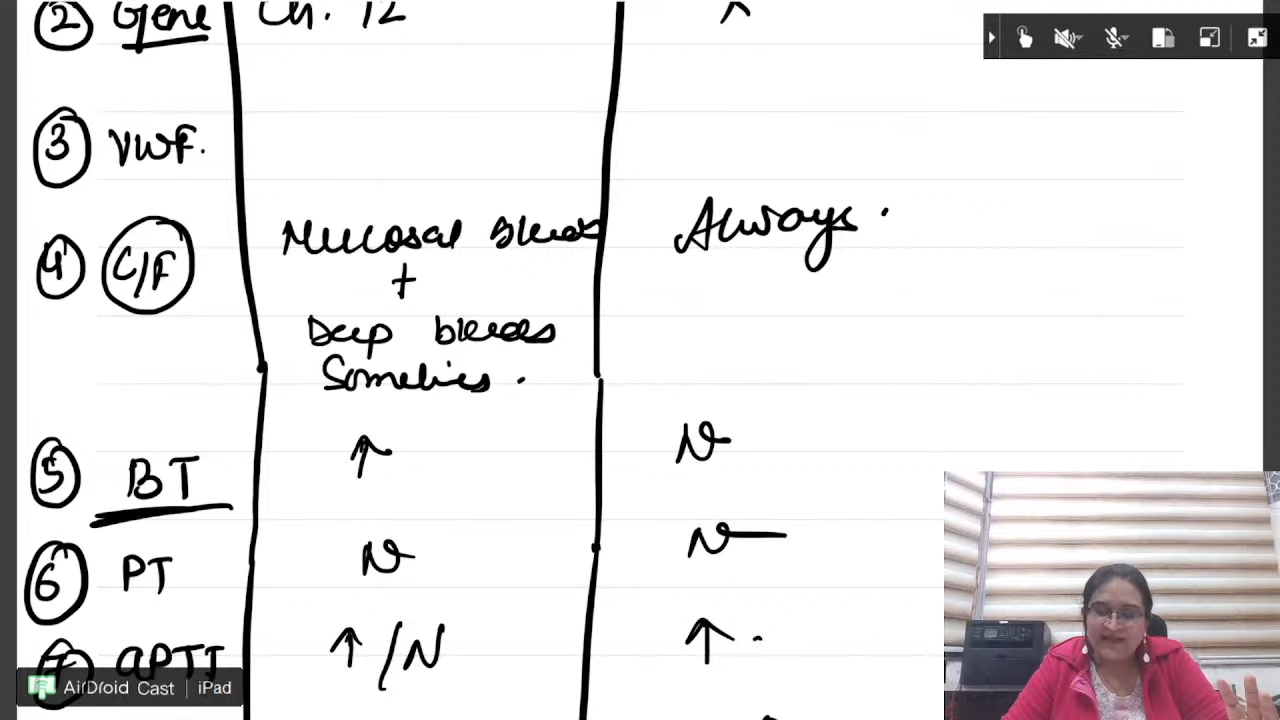 ② Gene Ch. 12 X
③ VWF.
④ C/F Mucosal bleeds Always.
+
Deep bleeds
Sometimes.
⑤ BT ↑ N
⑥ PT N N
⑦ aPTT ↑/N ↑
AirDroid Cast iPad